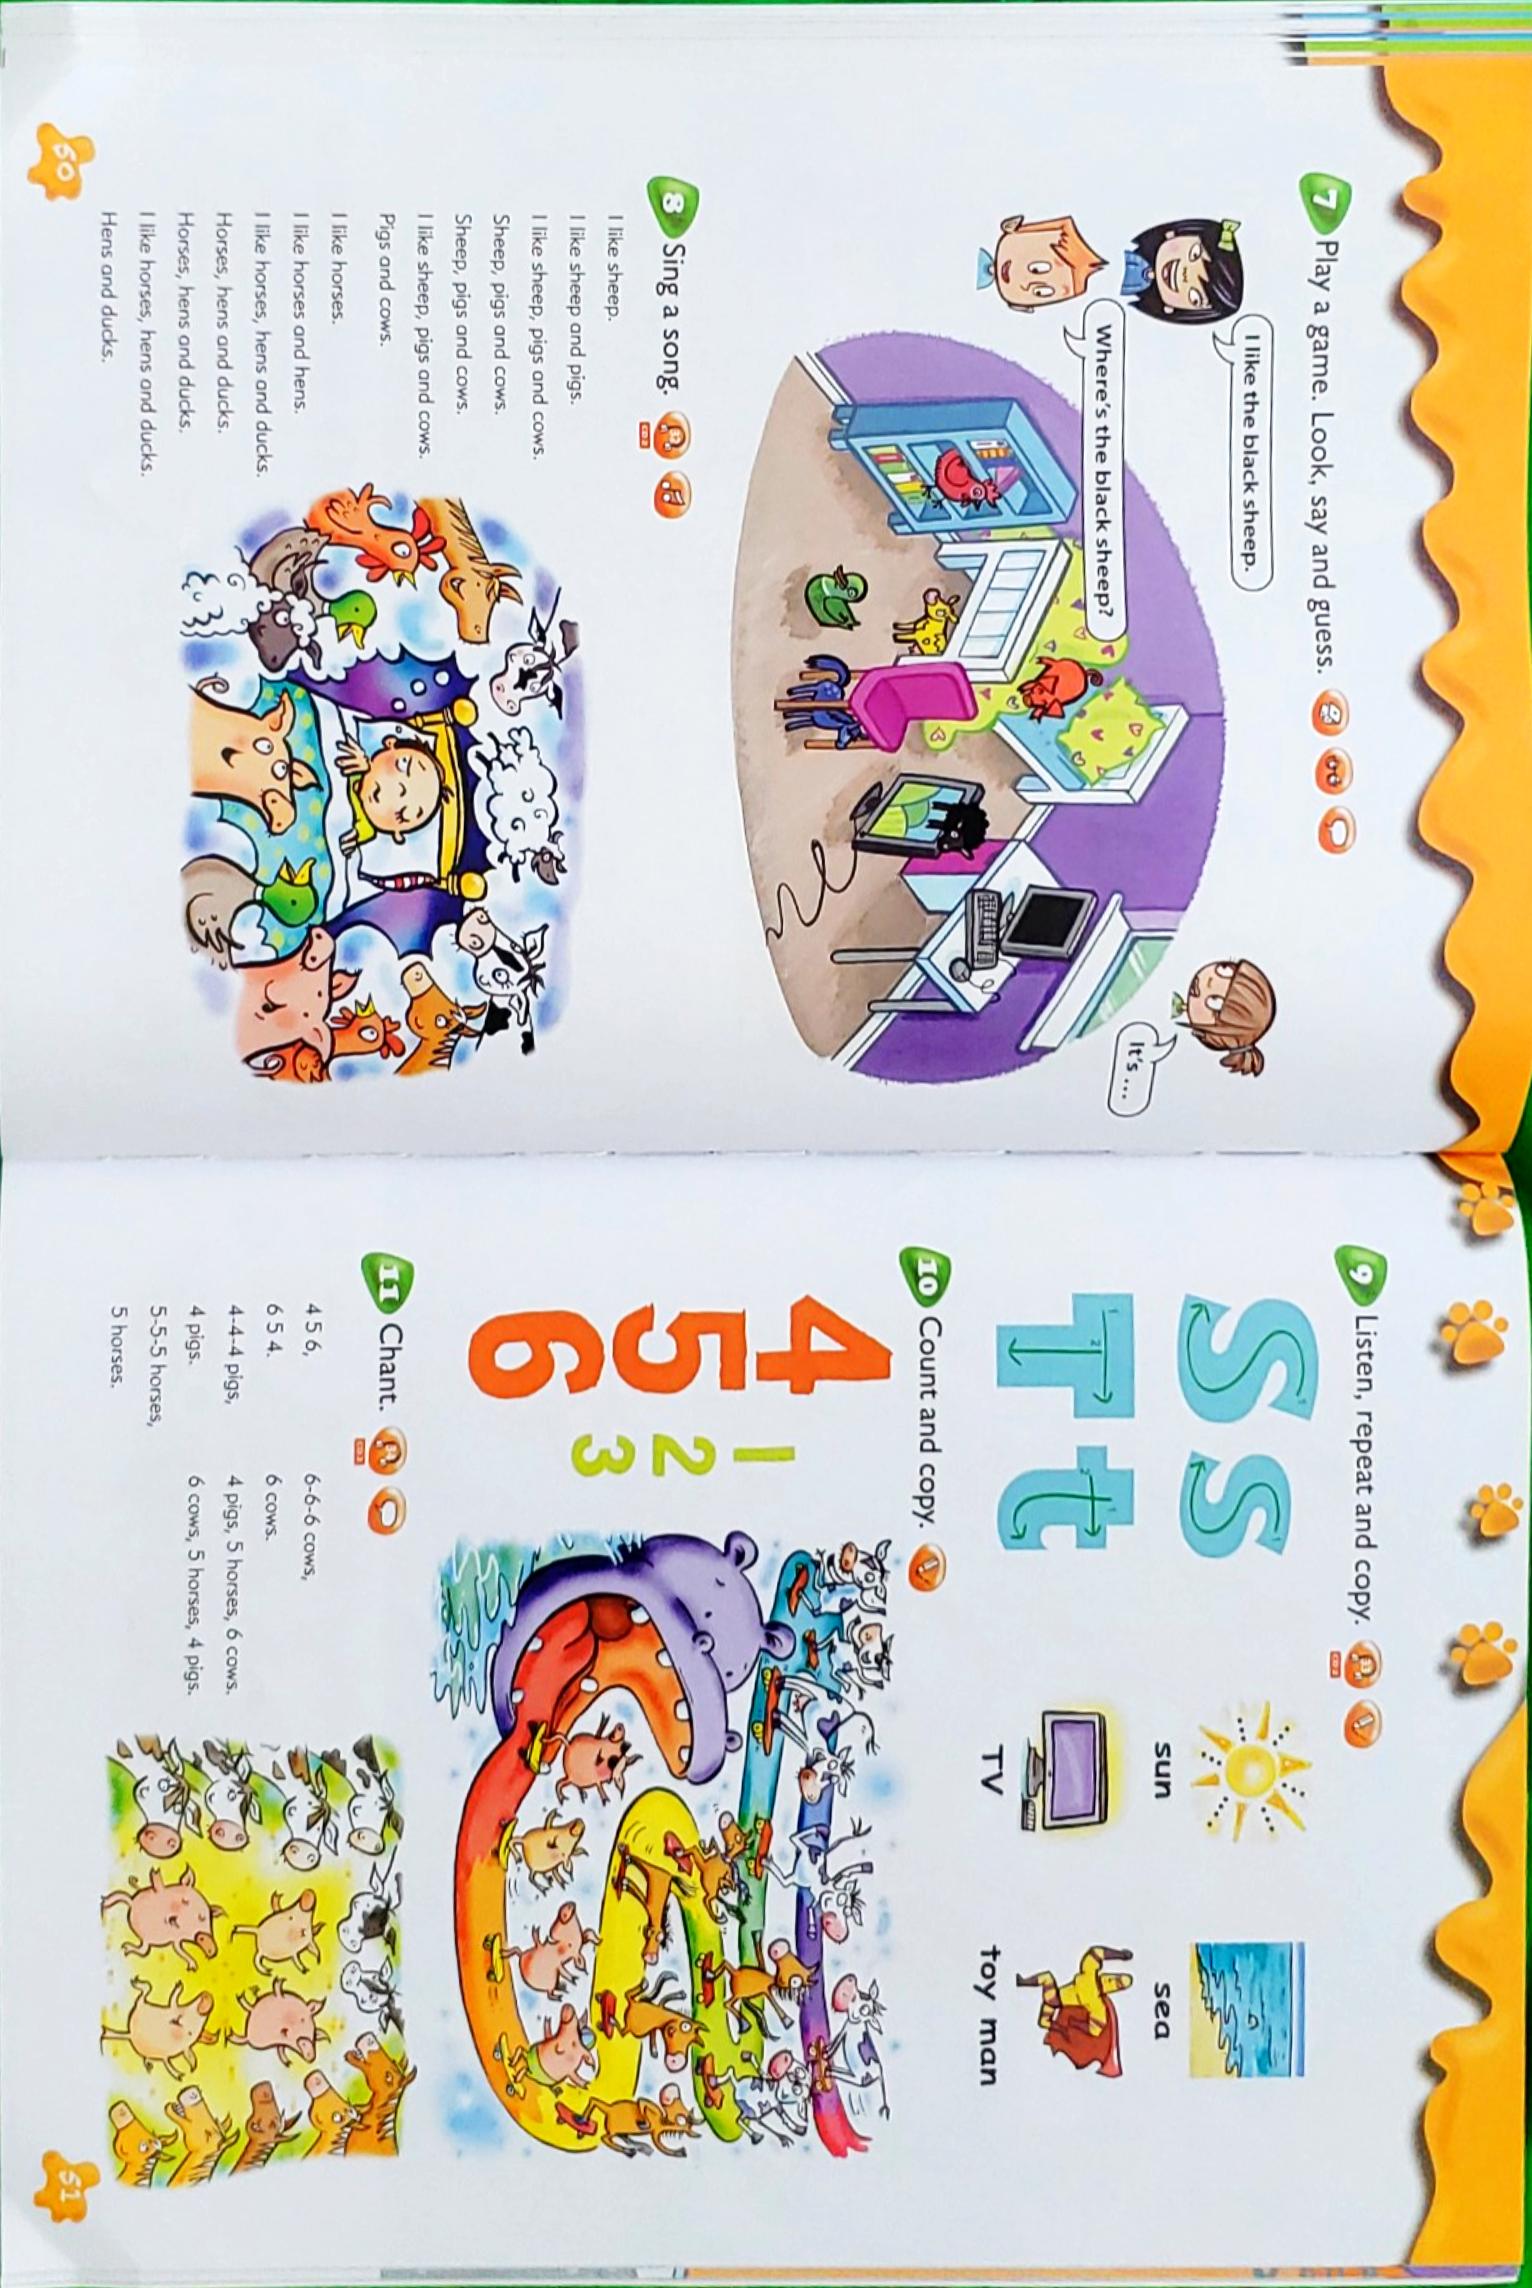 7 Play a game. Look, say and guess.
I like the black sheep.
It's ...
Where's the black sheep?
8 Sing a song.
CD 2
I like sheep.
I like sheep and pigs.
I like sheep, pigs and cows.
Sheep, pigs and cows.
Sheep, pigs and cows.
I like sheep, pigs and cows.
Pigs and cows.
I like horses.
I like horses and hens.
I like horses, hens and ducks.
Horses, hens and ducks.
Horses, hens and ducks.
I like horses, hens and ducks.
Hens and ducks.
50
9 Listen, repeat and copy.
CD 2
S s
sun
sea
T t
TV
toy man
10 Count and copy.
4
5
6
1
2
3
11 Chant.
CD 2
4 5 6,
6 5 4.
4-4-4 pigs,
4 pigs.
5-5-5 horses,
5 horses.
6-6-6 cows,
6 cows.
4 pigs, 5 horses, 6 cows.
6 cows, 5 horses, 4 pigs.
51